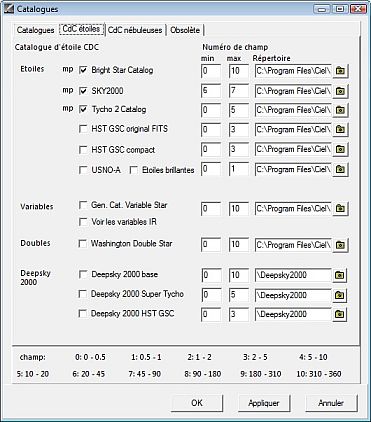 Catalogues
Catalogues CdC étoiles CdC nébuleuses Obsolète
Catalogue d'étoile CDC Numéro de champ
min max Répertoire
Etoiles mp Bright Star Catalog 0 10 C:\Program Files\Ciel\
mp SKY2000 6 7 C:\Program Files\Ciel\
mp Tycho 2 Catalog 0 5 C:\Program Files\Ciel\
HST GSC original FITS 0 3 C:\Program Files\Ciel\
HST GSC compact 0 3 C:\Program Files\Ciel\
USNO-A Etoiles brillantes 0 1 C:\Program Files\Ciel\
Variables Gen. Cat. Variable Star 0 10 C:\Program Files\Ciel\
Voir les variables IR
Doubles Washington Double Star 0 10 C:\Program Files\Ciel\
Deepsky 2000 Deepsky 2000 base 0 10 \Deepsky2000
Deepsky 2000 Super Tycho 0 5 \Deepsky2000
Deepsky 2000 HST GSC 0 3 \Deepsky2000
champ: 0: 0 - 0.5 1: 0.5 - 1 2: 1 - 2 3: 2 - 5 4: 5 - 10
5: 10 - 20 6: 20 - 45 7: 45 - 90 8: 90 - 180 9: 180 - 310 10: 310 - 360
OK Appliquer Annuler